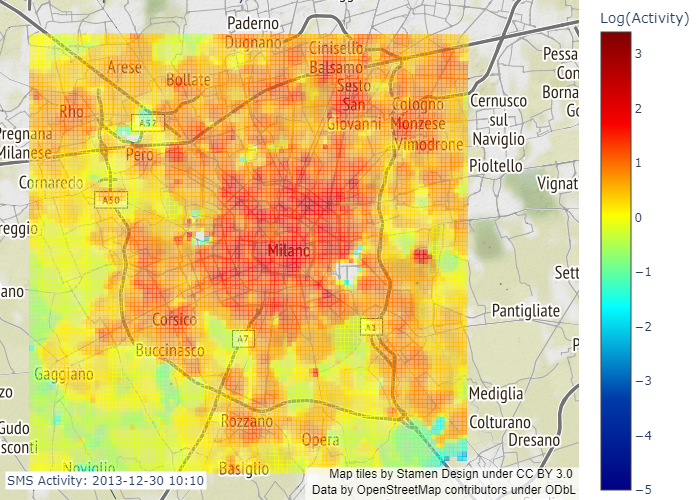 Log(Activity)
3
2
1
0
−1
−2
−3
−4
−5
Paderno
Dugnano
Cinisello
Balsamo
Arese
Bollate
Sesto
San
Giovanni
Pessa
Con
Borna
Go
Rho
A52
Cologno
Monzese
Cernusco
sul
Naviglio
Pregnana
Milanese
Pero
Vimodrone
Pioltello
Cornaredo
Vignat
A50
reggio
Milano
Sett
ano
Pantigliate
Corsico
A7
A1
Buccinasco
Gaggiano
Mediglia
zo
Rozzano
Colturano
Gudo
sconti
Opera
Dresano
Noviglio
Basiglio
SMS Activity: 2013-12-30 10:10
Map tiles by Stamen Design under CC BY 3.0
Data by OpenStreetMap contributors under ODbL